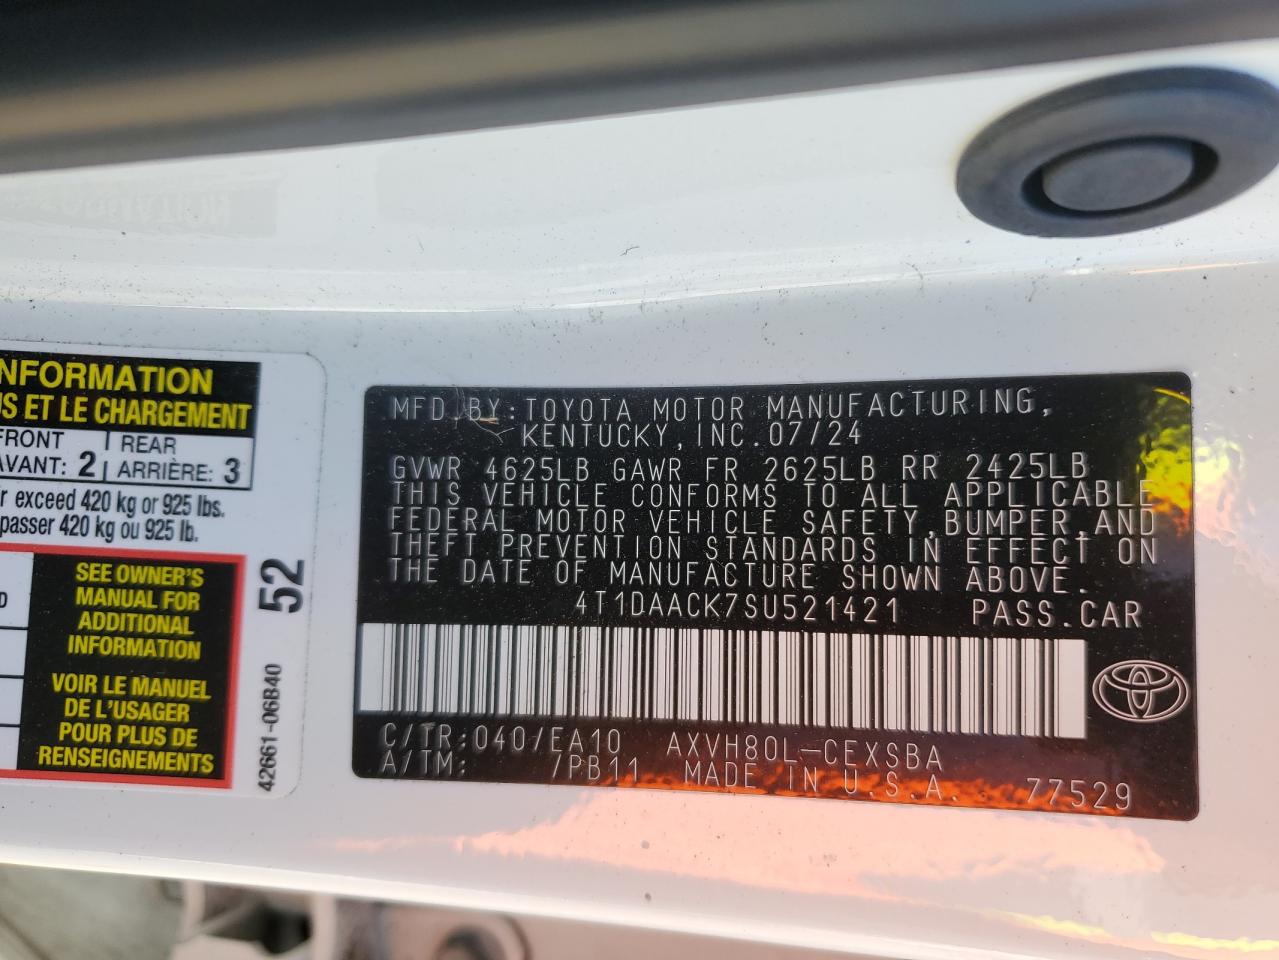 NFORMATION
S ET LE CHARGEMENT
FRONT
AVANT: 2
REAR
ARRIÈRE: 3
r exceed 420 kg or 925 lbs.
passer 420 kg ou 925 lb.
D
SEE OWNER'S
MANUAL FOR
ADDITIONAL
INFORMATION
VOIR LE MANUEL
DE L'USAGER
POUR PLUS DE
RENSEIGNEMENTS
52
42661-06B40
MFD BY: TOYOTA MOTOR MANUFACTURING,
KENTUCKY, INC. 07/24
GVWR 4625LB GAWR FR 2625LB RR 2425LB
THIS VEHICLE CONFORMS TO ALL APPLICABLE
FEDERAL MOTOR VEHICLE SAFETY, BUMPER, AND
THEFT PREVENTION STANDARDS IN EFFECT ON
THE DATE OF MANUFACTURE SHOWN ABOVE.
4T1DAACK7SU521421 PASS.CAR
C/TR: 040/EA10 AXVH80L-CEXSBA
A/TM: /PB11 MADE IN U.S.A. 77529